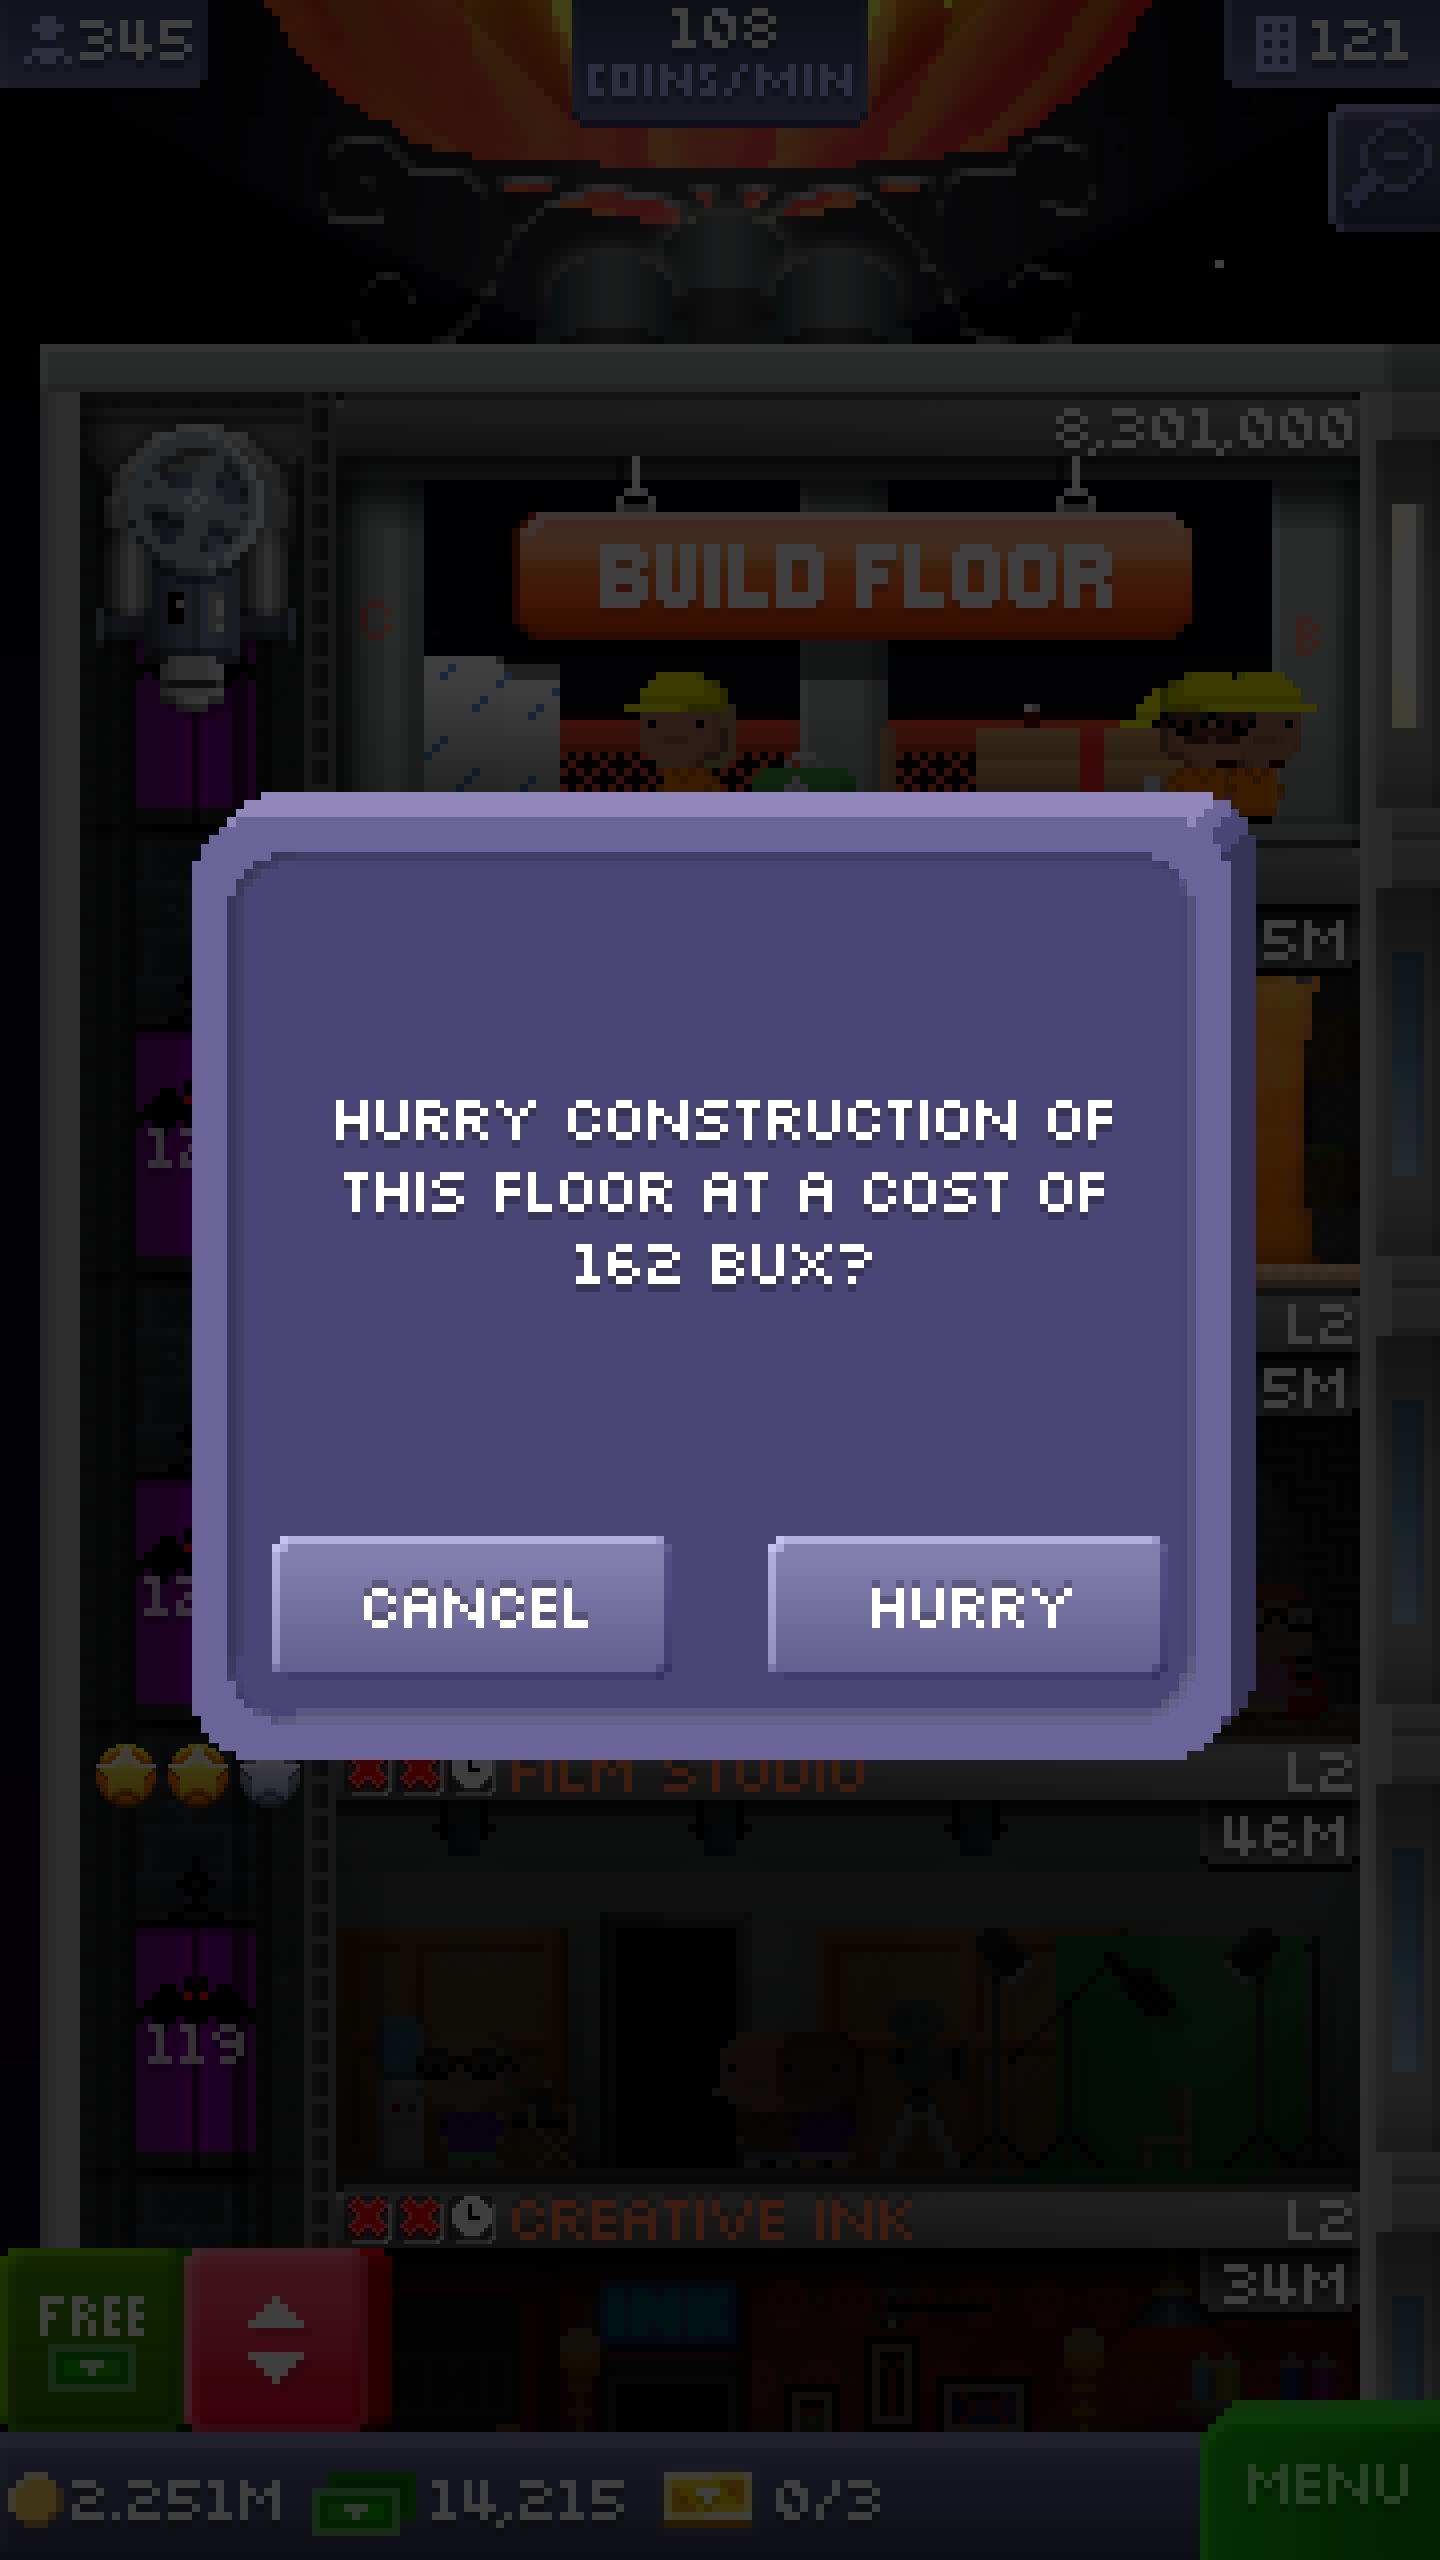 345
108
COINS/MIN
121
8,301,000
BUILD FLOOR
C
B
5M
HURRY CONSTRUCTION OF
THIS FLOOR AT A COST OF
162 BUX?
L2
5M
CANCEL
HURRY
FILM STUDIO
L2
46M
119
CREATIVE INK
L2
34M
FREE
INK
2.251M
14,215
0/3
MENU